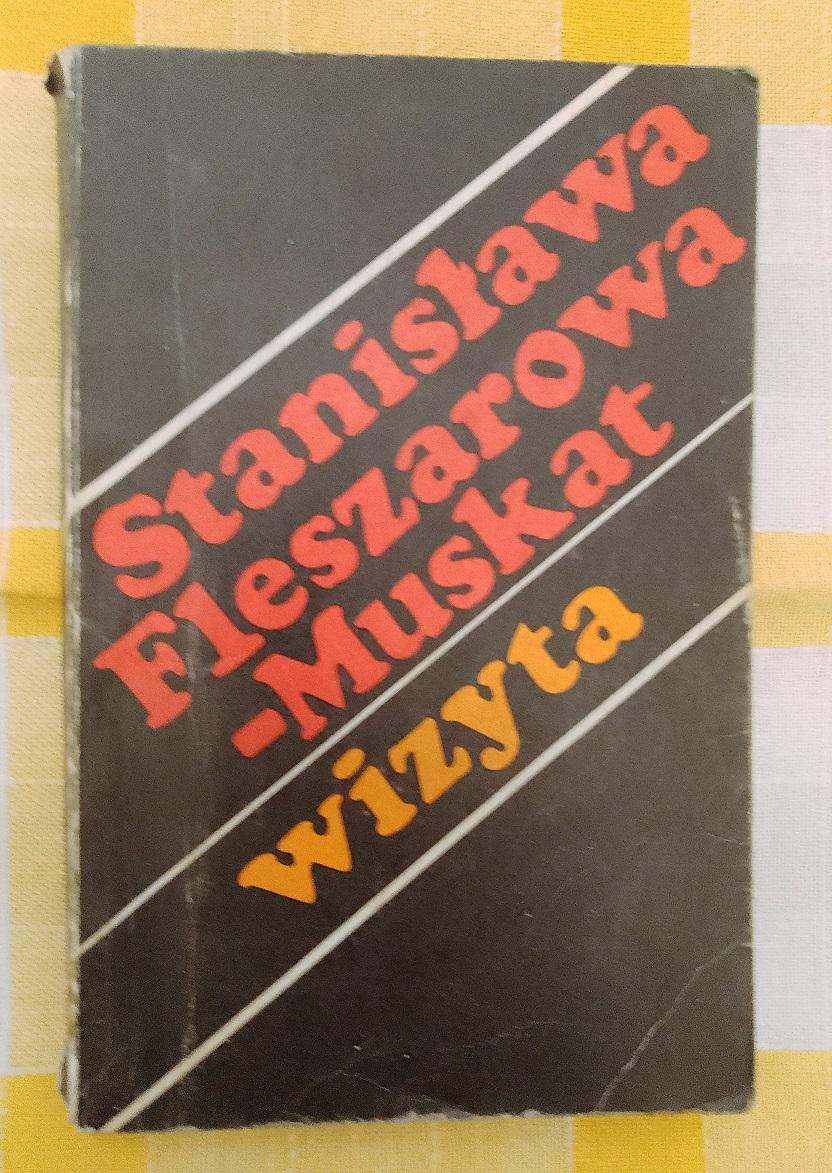 Stanisława
Fleszarowa
-Muskat
wizyta